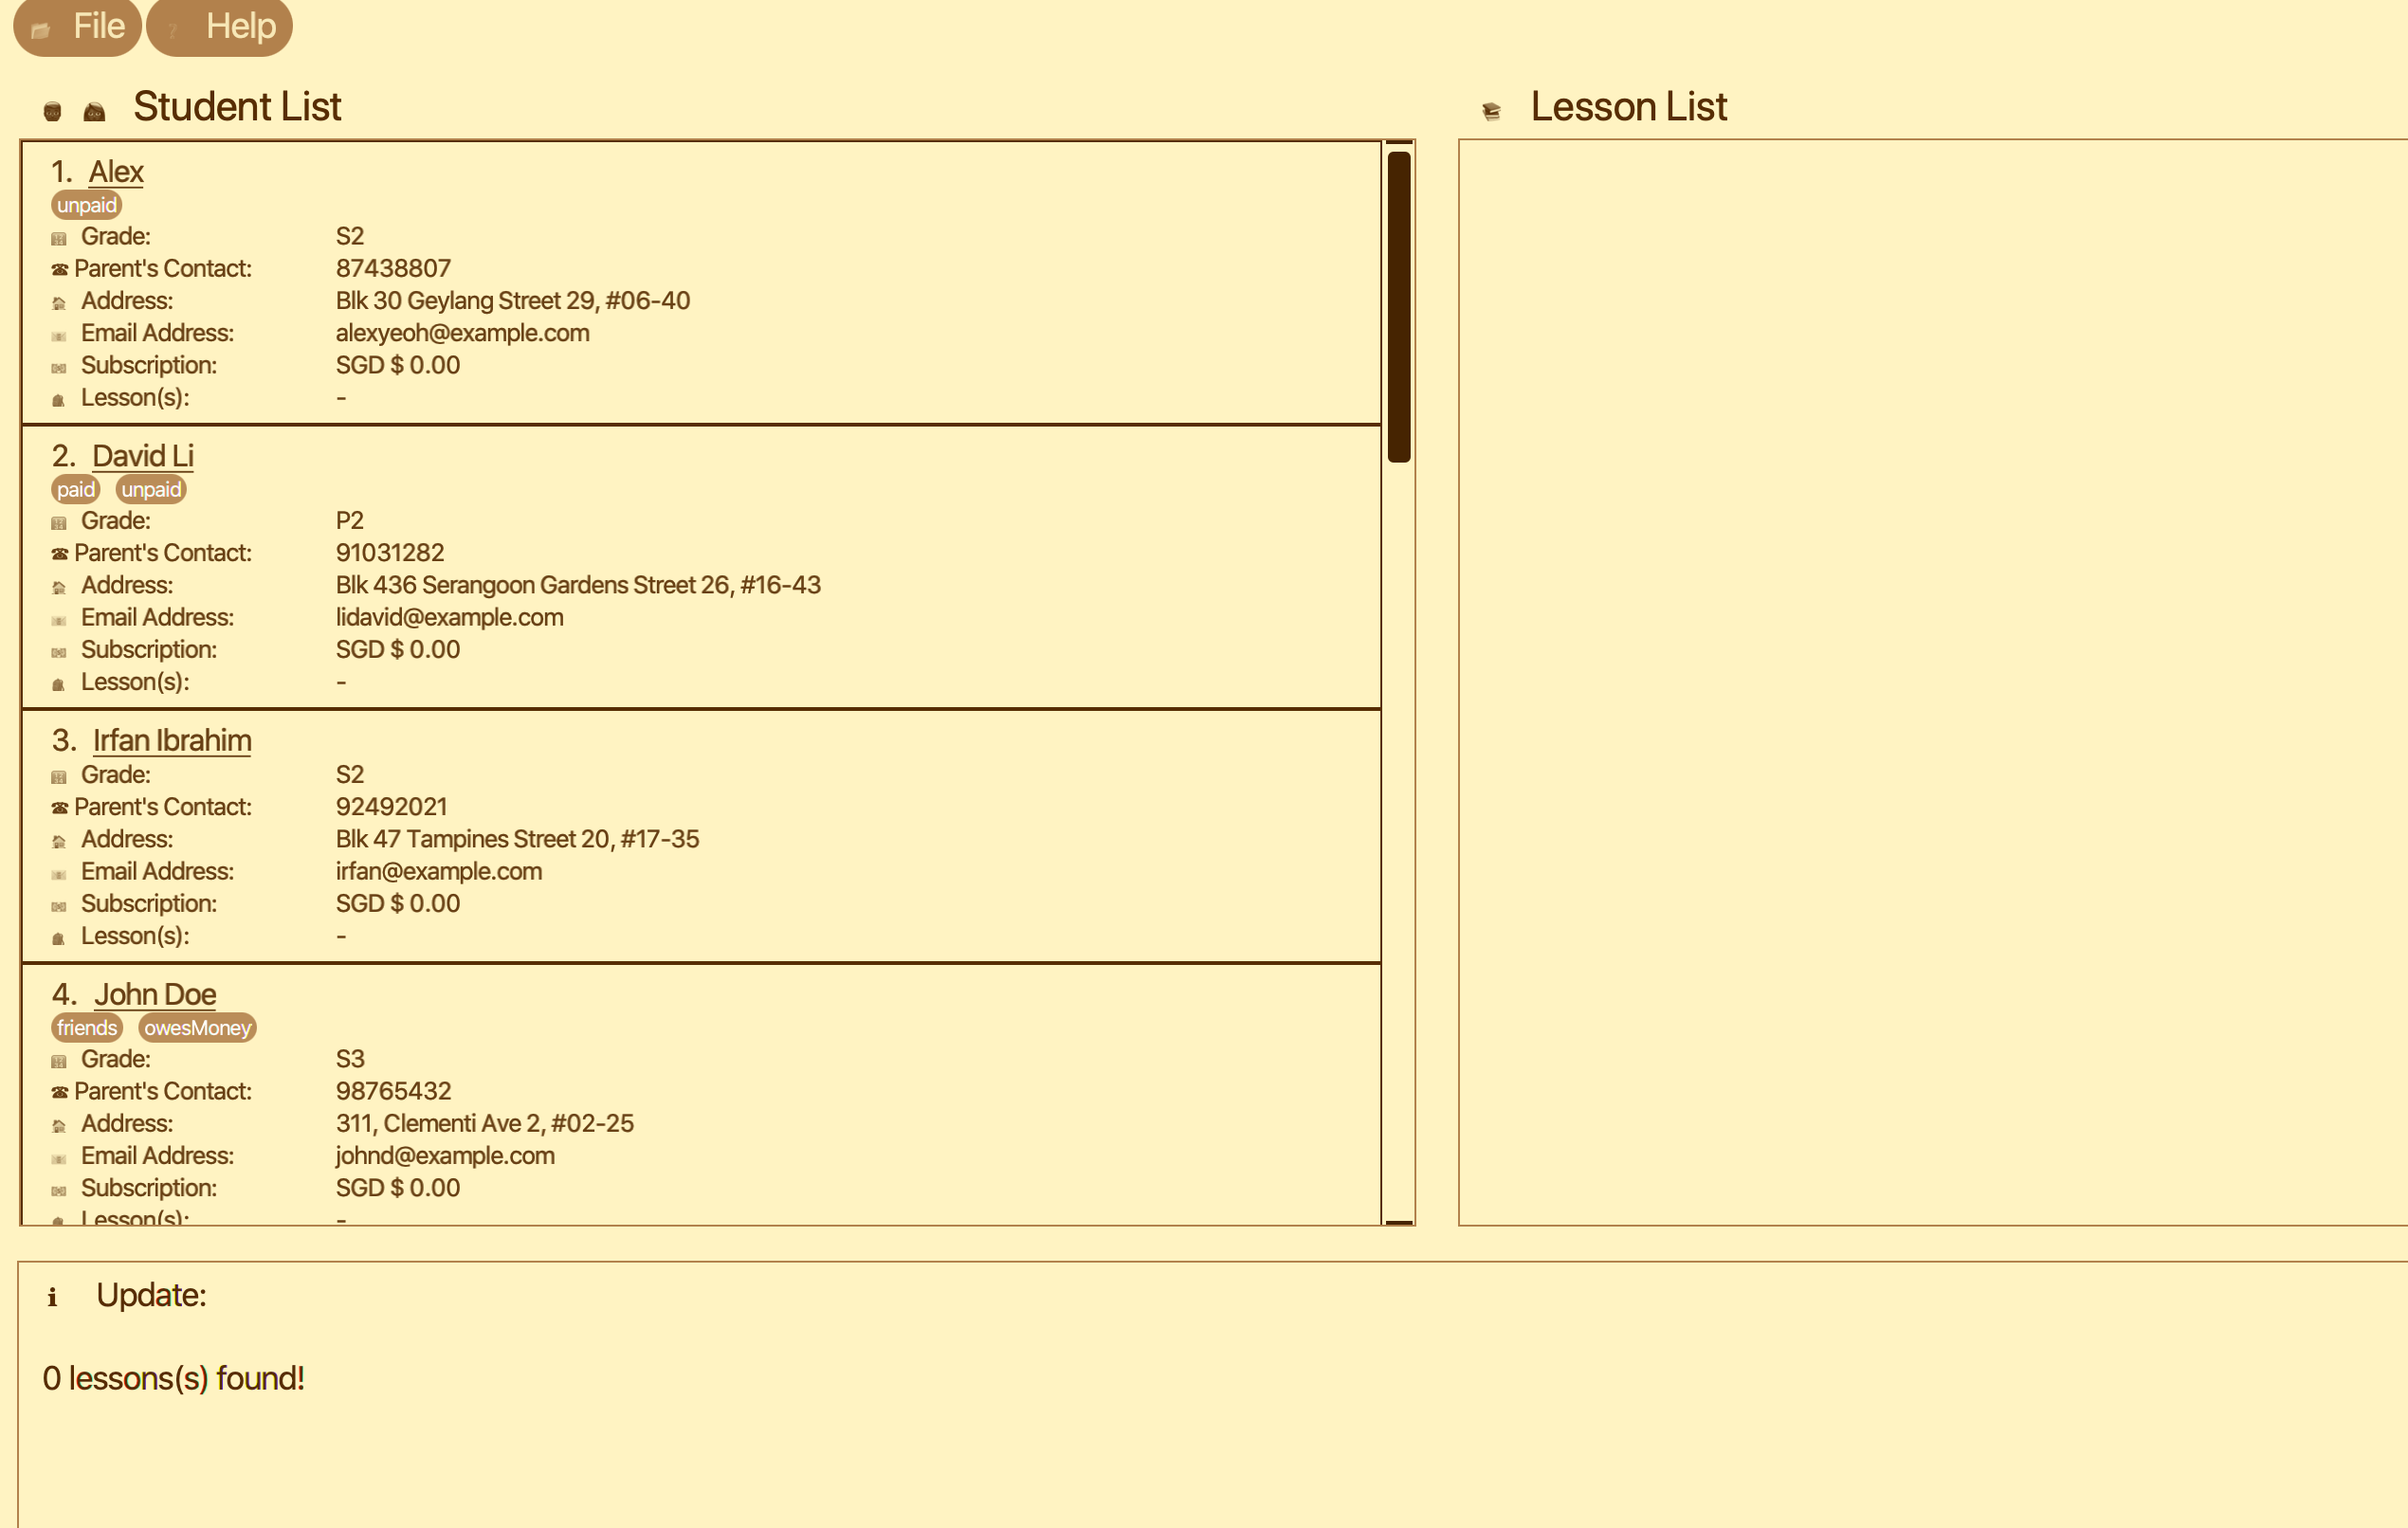 File Help
Student List
1. Alex
unpaid
Grade: S2
Parent's Contact: 87438807
Address: Blk 30 Geylang Street 29, #06-40
Email Address: alexyeoh@example.com
Subscription: SGD $ 0.00
Lesson(s): -
2. David Li
paid unpaid
Grade: P2
Parent's Contact: 91031282
Address: Blk 436 Serangoon Gardens Street 26, #16-43
Email Address: lidavid@example.com
Subscription: SGD $ 0.00
Lesson(s): -
3. Irfan Ibrahim
Grade: S2
Parent's Contact: 92492021
Address: Blk 47 Tampines Street 20, #17-35
Email Address: irfan@example.com
Subscription: SGD $ 0.00
Lesson(s): -
4. John Doe
friends owesMoney
Grade: S3
Parent's Contact: 98765432
Address: 311, Clementi Ave 2, #02-25
Email Address: johnd@example.com
Subscription: SGD $ 0.00
Lesson(s): -
Lesson List
Update:
0 lessons(s) found!